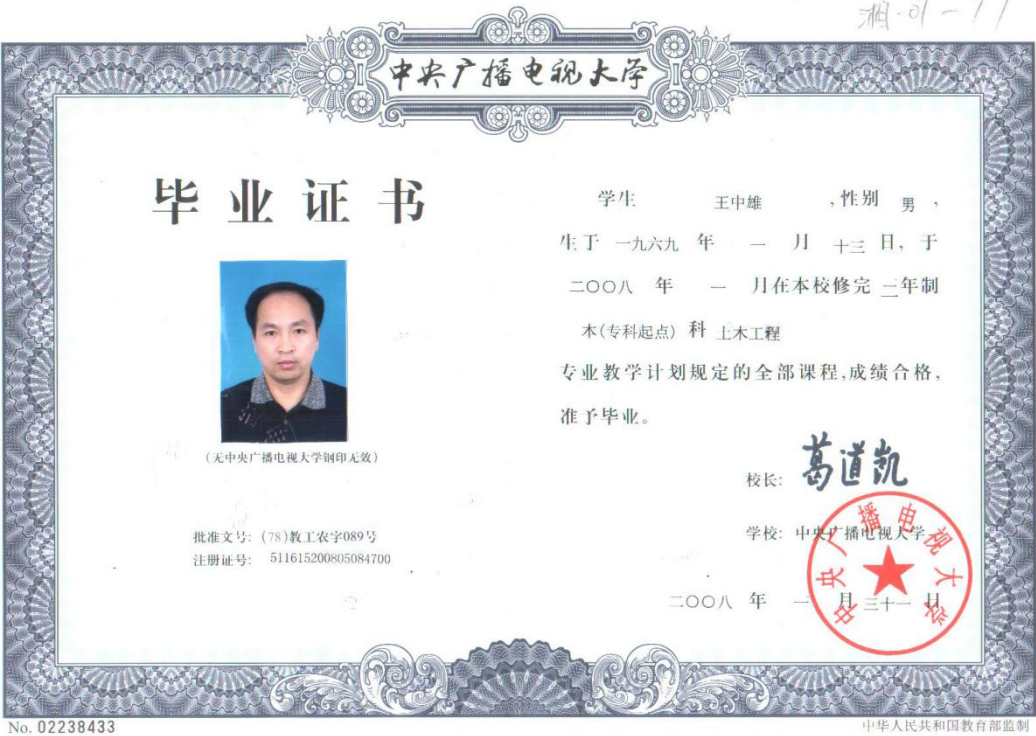 湘-01-77
中央广播电视大学
毕业证书
(无中央广播电视大学钢印无效)
批准文号: (78)教工农字089号
注册证号: 511615200805084700
学生 王中雄 ,性别 男 ,
生于 一九六九 年 一 月 十三 日, 于
二〇〇八 年 一 月在本校修完 三年制
本(专科起点) 科 土木工程
专业教学计划规定的全部课程,成绩合格,
准予毕业。
校长: 葛道凯
学校: 中央广播电视大学
中央广播电视大学
二〇〇八 年 一 月 三十一 日
No. 02238433
中华人民共和国教育部监制